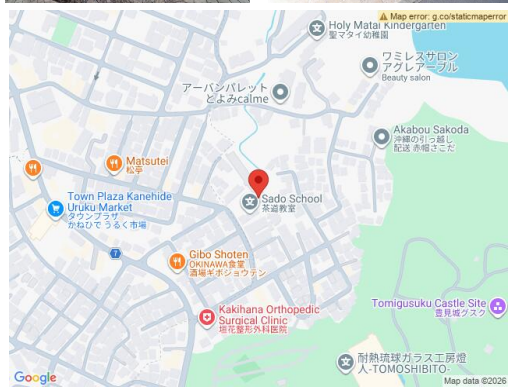 Map error: g.co/staticmaperror
Holy Matai Kindergarten
聖マタイ幼稚園
ワミレスサロン
アグレアーブル
Beauty salon
アーバンパレット
とよみcalme
Akabou Sakoda
沖縄の引っ越し
配送 赤帽さこだ
Matsutei
松亭
Sado School
茶道教室
Town Plaza Kanehide
Uruku Market
タウンプラザ
かねひで うるく市場
7
Gibo Shoten
OKINAWA食堂
酒場ギボショウテン
Kakihana Orthopedic
Surgical Clinic
垣花整形外科医院
Tomigusuku Castle Site
豊見城グスク
耐熱琉球ガラス工房燈
人-TOMOSHIBITO-
Google
Map data ©2026